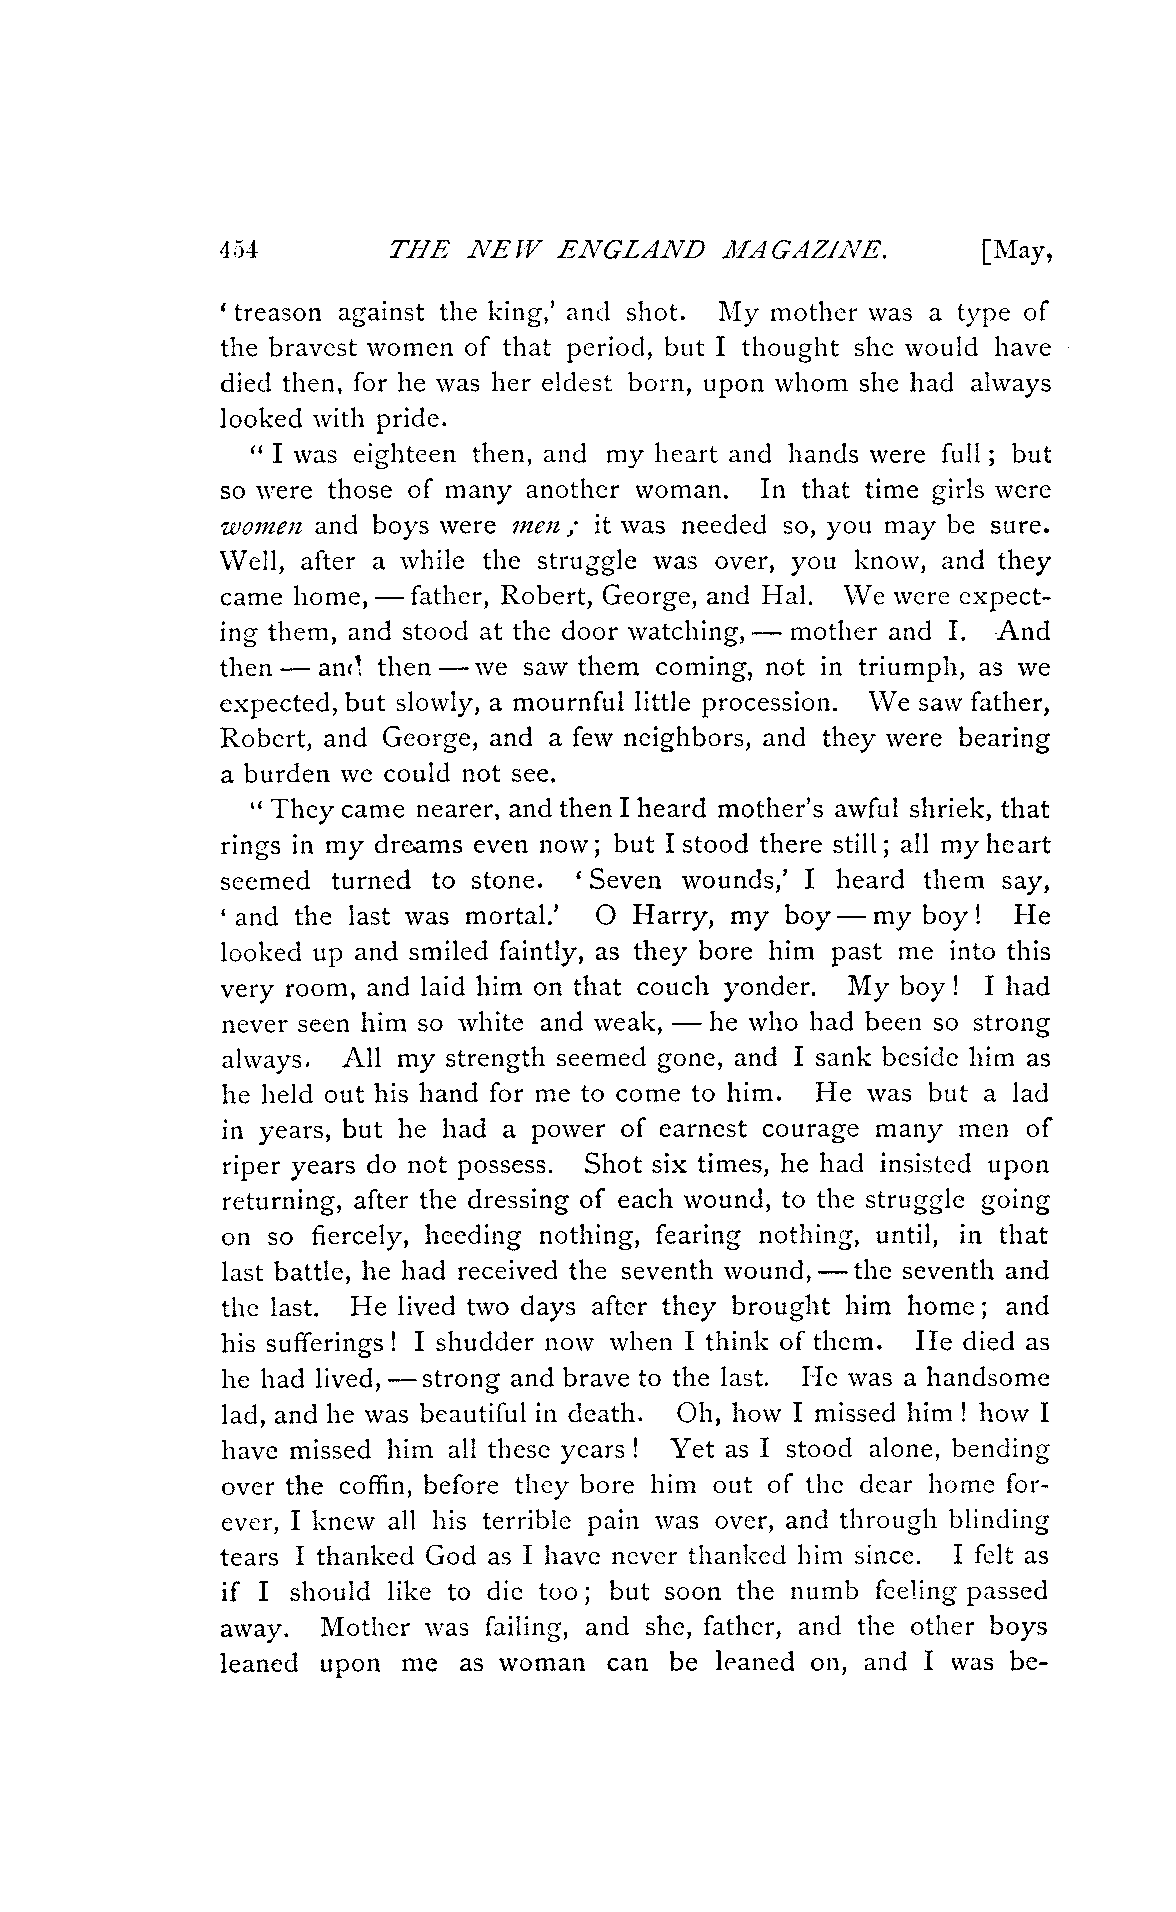 454 THE NEW ENGLAND MAGAZINE. [May,
‘treason against the king,’ and shot. My mother was a type of
the bravest women of that period, but I thought she would have
died then, for he was her eldest born, upon whom she had always
looked with pride.
“I was eighteen then, and my heart and hands were full; but
so were those of many another woman. In that time girls were
women and boys were men; it was needed so, you may be sure.
Well, after a while the struggle was over, you know, and they
came home, — father, Robert, George, and Hal. We were expect-
ing them, and stood at the door watching, — mother and I. And
then — and then — we saw them coming, not in triumph, as we
expected, but slowly, a mournful little procession. We saw father,
Robert, and George, and a few neighbors, and they were bearing
a burden we could not see.
“They came nearer, and then I heard mother's awful shriek, that
rings in my dreams even now; but I stood there still; all my heart
seemed turned to stone. ‘Seven wounds,’ I heard them say,
‘and the last was mortal.’ O Harry, my boy — my boy! He
looked up and smiled faintly, as they bore him past me into this
very room, and laid him on that couch yonder. My boy! I had
never seen him so white and weak, — he who had been so strong
always. All my strength seemed gone, and I sank beside him as
he held out his hand for me to come to him. He was but a lad
in years, but he had a power of earnest courage many men of
riper years do not possess. Shot six times, he had insisted upon
returning, after the dressing of each wound, to the struggle going
on so fiercely, heeding nothing, fearing nothing, until, in that
last battle, he had received the seventh wound, — the seventh and
the last. He lived two days after they brought him home; and
his sufferings! I shudder now when I think of them. He died as
he had lived, — strong and brave to the last. He was a handsome
lad, and he was beautiful in death. Oh, how I missed him! how I
have missed him all these years! Yet as I stood alone, bending
over the coffin, before they bore him out of the dear home for-
ever, I knew all his terrible pain was over, and through blinding
tears I thanked God as I have never thanked him since. I felt as
if I should like to die too; but soon the numb feeling passed
away. Mother was failing, and she, father, and the other boys
leaned upon me as woman can be leaned on, and I was be-